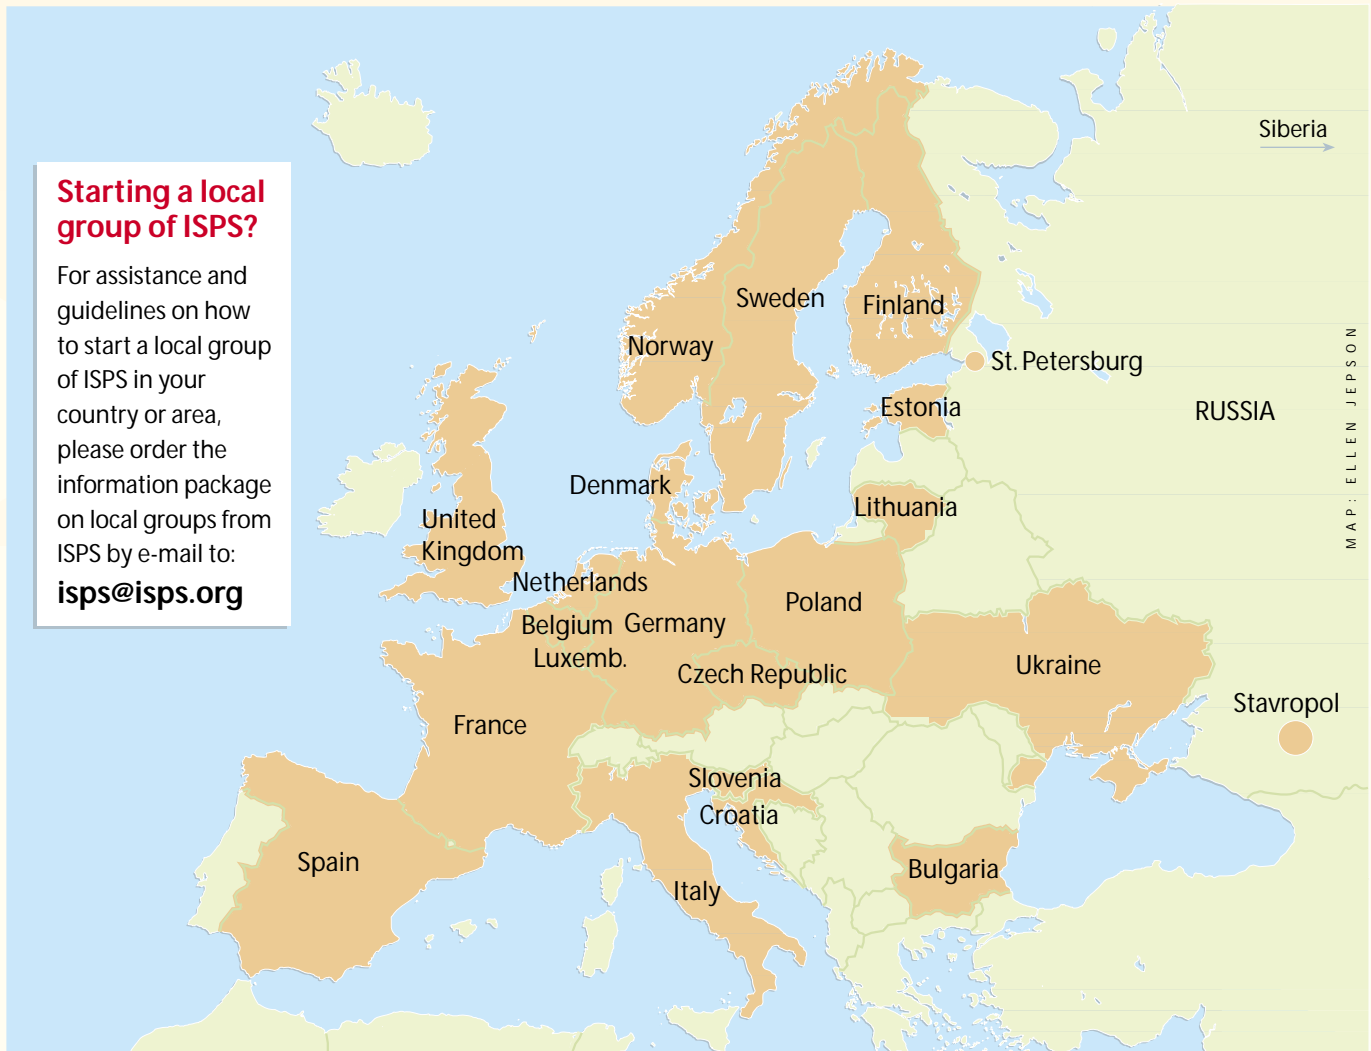 Starting a local
group of ISPS?
For assistance and
guidelines on how
to start a local group
of ISPS in your
country or area,
please order the
information package
on local groups from
ISPS by e-mail to:
isps@isps.org
Siberia
Sweden
Finland
Norway
St. Petersburg
Estonia
RUSSIA
MAP: ELLEN JEPSON
Denmark
Lithuania
United
Kingdom
Netherlands
Poland
Belgium
Germany
Luxemb.
Czech Republic
Ukraine
Stavropol
France
Slovenia
Croatia
Spain
Bulgaria
Italy